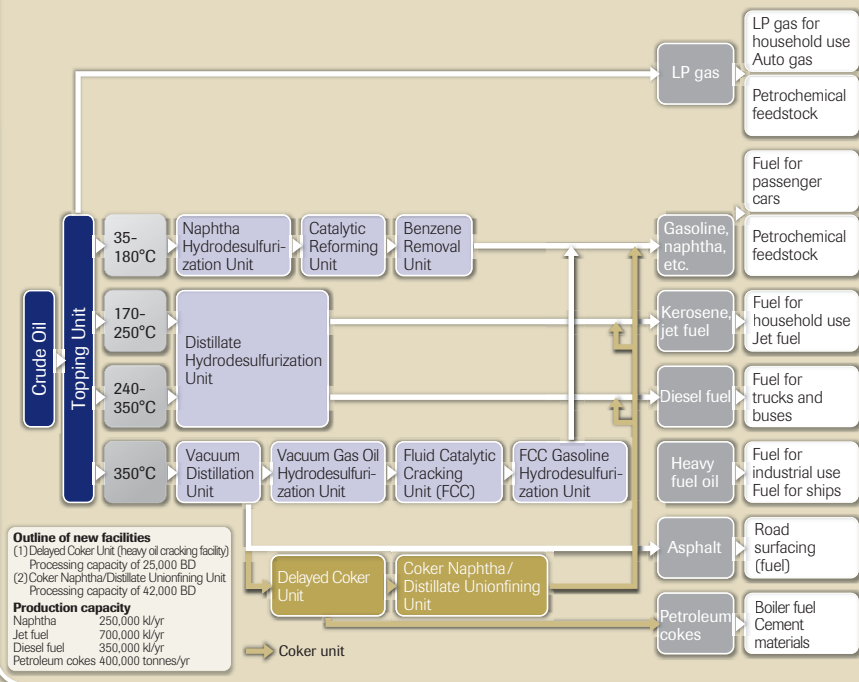 LP gas
LP gas for
household use
Auto gas
Petrochemical
feedstock
Crude Oil
Topping Unit
35-
180°C
Naphtha
Hydrodesulfuri-
zation Unit
Catalytic
Reforming
Unit
Benzene
Removal
Unit
Gasoline,
naphtha,
etc.
Fuel for
passenger
cars
Petrochemical
feedstock
170-
250°C
Distillate
Hydrodesulfurization
Unit
Kerosene,
jet fuel
Fuel for
household use
Jet fuel
240-
350°C
Diesel fuel
Fuel for
trucks and
buses
350°C
Vacuum
Distillation
Unit
Vacuum Gas Oil
Hydrodesulfuri-
zation Unit
Fluid Catalytic
Cracking
Unit (FCC)
FCC Gasoline
Hydrodesulfuri-
zation Unit
Heavy
fuel oil
Fuel for
industrial use
Fuel for ships
Asphalt
Road
surfacing
(fuel)
Delayed Coker
Unit
Coker Naphtha/
Distillate Unionfining
Unit
Petroleum
cokes
Boiler fuel
Cement
materials
Outline of new facilities
(1) Delayed Coker Unit (heavy oil cracking facility)
Processing capacity of 25,000 BD
(2) Coker Naphtha/Distillate Unionfining Unit
Processing capacity of 42,000 BD
Production capacity
Naphtha 250,000 kl/yr
Jet fuel 700,000 kl/yr
Diesel fuel 350,000 kl/yr
Petroleum cokes 400,000 tonnes/yr
Coker unit